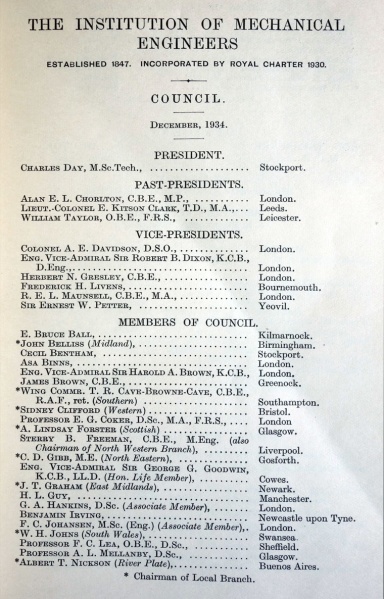 THE INSTITUTION OF MECHANICAL
ENGINEERS
ESTABLISHED 1847. INCORPORATED BY ROYAL CHARTER 1930.
COUNCIL.
DECEMBER, 1934.
PRESIDENT.
CHARLES DAY, M.Sc.Tech., .................. Stockport.
PAST-PRESIDENTS.
ALAN E. L. CHORLTON, C.B.E., M.P., ........... London.
LIEUT.-COLONEL E. KITSON CLARK, T.D., M.A.,... Leeds.
WILLIAM TAYLOR, O.B.E., F.R.S., .............. Leicester.
VICE-PRESIDENTS.
COLONEL A. E. DAVIDSON, D.S.O., ............ London.
ENG. VICE-ADMIRAL SIR ROBERT B. DIXON, K.C.B.,
D.Eng., .............................. London.
HERBERT N. GRESLEY, C.B.E., ................ London.
FREDERICK H. LIVENS, ...................... Bournemouth.
R. E. L. MAUNSELL, C.B.E., M.A., .............. London.
SIR ERNEST W. PETTER, ..................... Yeovil.
MEMBERS OF COUNCIL.
E. BRUCE BALL, ............................ Kilmarnock.
*JOHN BELLISS (Midland), .................... Birmingham.
CECIL BENTHAM, ............................ Stockport.
ASA BINNS, ................................ London.
ENG. VICE-ADMIRAL SIR HAROLD A. BROWN, K.C.B., London.
JAMES BROWN, C.B.E., ...................... Greenock.
*WING COMMR. T. R. CAVE-BROWNE-CAVE, C.B.E.,
R.A.F., ret. (Southern) ................. Southampton.
*SIDNEY CLIFFORD (Western) .................. Bristol.
PROFESSOR E. G. COKER, D.Sc., M.A., F.R.S., .... London
*A. LINDSAY FORSTER (Scottish) ............... Glasgow.
STERRY B. FREEMAN, C.B.E., M.Eng. (also
Chairman of North Western Branch), ........ Liverpool.
*C. D. GIBB, M.E. (North Eastern), ............. Gosforth.
ENG. VICE-ADMIRAL SIR GEORGE G. GOODWIN,
K.C.B., LL.D. (Hon. Life Member), ........ Cowes.
*J. T. GRAHAM (East Midlands), ............... Newark.
H. L. GUY, ................................ Manchester.
G. A. HANKINS, D.Sc. (Associate Member), ...... London.
BENJAMIN IRVING, .......................... Newcastle upon Tyne.
F. C. JOHANSEN, M.Sc. (Eng.) (Associate Member),. London.
*W. H. JOHNS (South Wales), .................. Swansea
PROFESSOR F. C. LEA, O.B.E., D.Sc., ........... Sheffield.
PROFESSOR A. L. MELLANBY, D.Sc., ............ Glasgow.
*ALBERT T. NICKSON (River Plate), ............. Buenos Aires.
* Chairman of Local Branch.